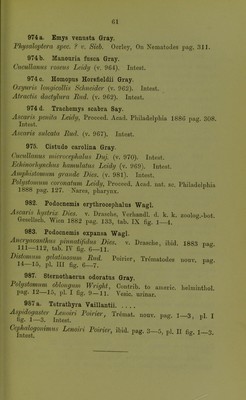 61
974 a. Emys venusta Gray.
Physaloptera spec. ? v. Sieb. Oerley, On Nematodes pag. 311.
974 b. Manouria fusca Gray.
Cucullanus roseus Leidy (v. 964). Intest.
974 c. Homopus Horsfieldii Gray.
Oxyuris longicollis Schneider (v. 962). Intest.
Atractis dactylura Rud. (v. 962). Intest.
974 d. Trachemys scabra Say.
Ascaris penita Leidy, Proceed. Acad. Philadelphia 1886 pag. 308.
Intest.
Ascaris sulcata Rud. (v. 967). Intest.
975. Cistudo carolina Gray.
Cucullanus microcephalus Duj. (v. 970). Intest.
Echinorhynchus hamulatus Leidy (v. 969). Intest.
Amphistomum grande Dies. (v. 981). Intest.
Polystomum coronatum Leidy, Proceed. Acad. nat. sc. Philadelphia
1888 pag. 127. Nares, pharynx.
982. Podocnemis erythrocephalus Wagl.
Ascaris hystrix Dies. v. Drasche, Verhandl. d. k. k. zoolog.-bot.
Gesellsch. Wien 1882 pag. 133, tab. IX fig. 1—4.
983. Podocnemis expansa Wagl.
Ancryacanthus pinnatifidus Dies. v. Drasche, ibid. 1883 pag.
111—112, tab. IV fig. 6—11.
Distomum gelatinosum Rud. Poirier, Trématodes nouv. pag.
14—15, pl. III fig. 6—7.
987. Sternothaerus odoratus Gray.
Polystomum oblongum Wright, Contrib. to americ. helminthol.
pag. 12—15, pl. I fig. 9—11. Vesic. urinar.
987 a. Tetrathyra Vaillantii. . . . .
Aspidogaster Lenoiri Poirier, Trémat. nouv. pag. 1—3, pl. I
fig. 1—3. Intest.
Cephalogonimus Lenoiri Poirier, ibid. pag. 3—5, pl. II fig. 1—3.
Intest.